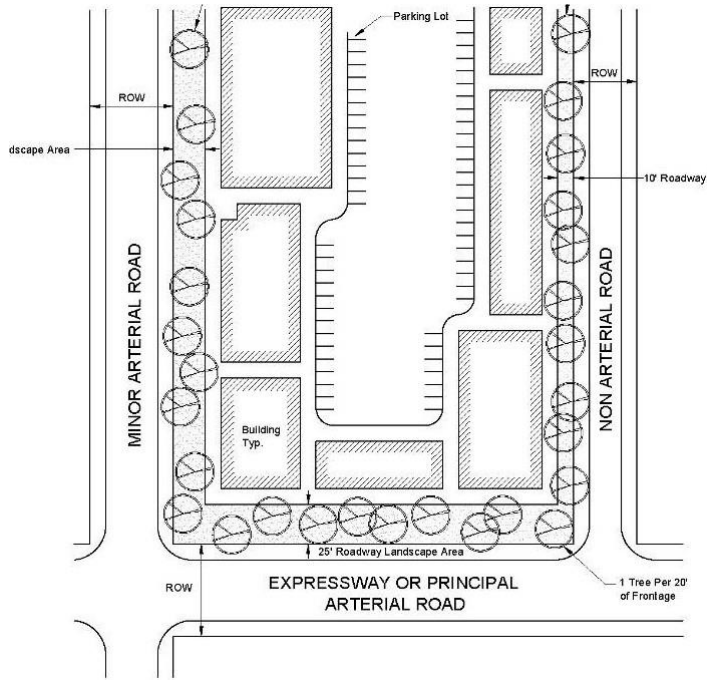 Parking Lot
ROW
ROW
dscape Area
10' Roadway
MINOR ARTERIAL ROAD
NON ARTERIAL ROAD
Building
Typ.
25' Roadway Landscape Area
ROW
EXPRESSWAY OR PRINCIPAL
ARTERIAL ROAD
1 Tree Per 20'
of Frontage